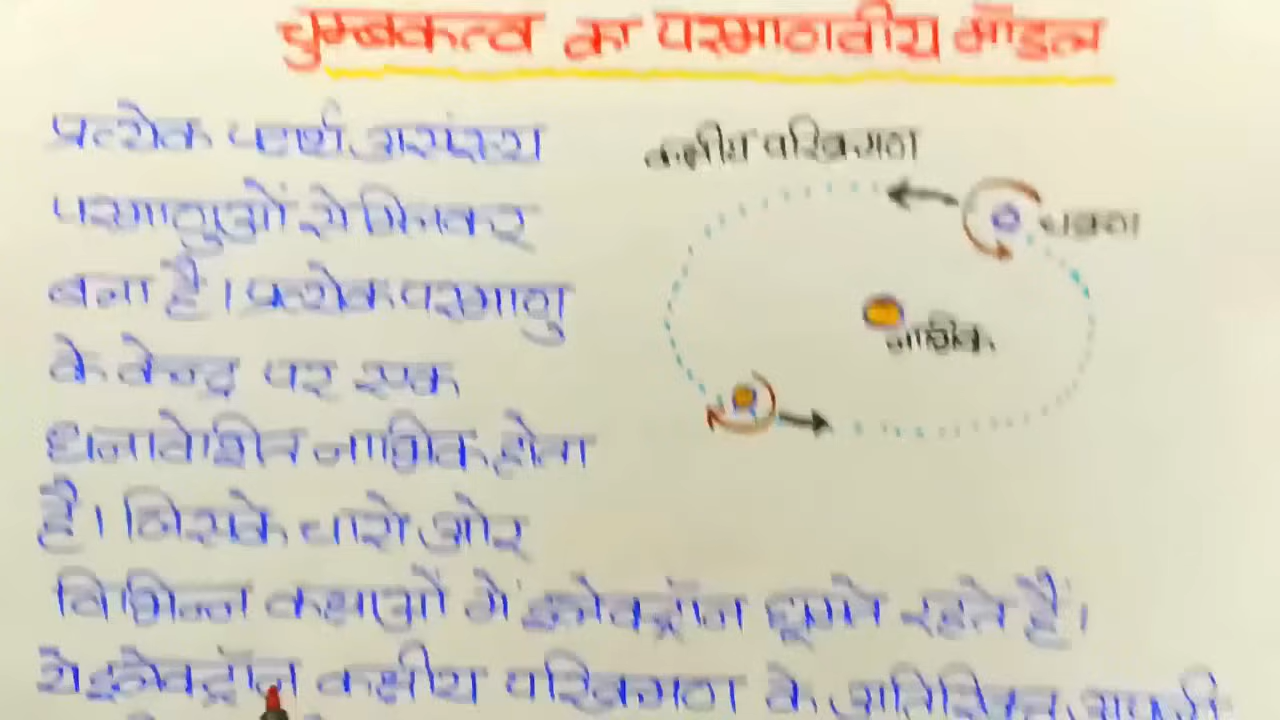 चुम्बकत्व का परमाणवीय मॉडल
प्रत्येक पदार्थ असंख्य
परमाणुओं से मिलकर
बना है। प्रत्येक परमाणु
के केन्द्र पर एक
धनावेशित नाभिक होता
है। जिसके चारो ओर
विभिन्न कक्षाओं में इलेक्ट्रॉन घूमते रहते हैं।
ये इलेक्ट्रॉन कक्षीय परिक्रमण के अतिरिक्त अपनी
कक्षीय परिक्रमण
चक्रण
नाभिक